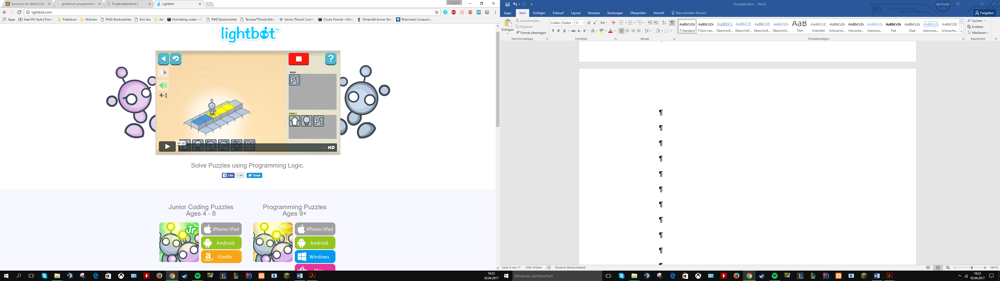 Synonym für Abbild | Be
spielerisch programmiere
Projektdatenbank |
Lightbot
Person 1
lightbot.com
Apps
Seat MII Style | First-C
Praktikum
Wohnen
RWD Bookmarklet
Kick Ass
dcr
Formatting codes – O
RWD Bookmarklet
Terraria/TShock/Admi
Server (Tshock Comm
Chunk Format – Mine
Minecraft Armor Stan
Rheinwerk Computing
lightbot™
?
MAIN
P1
4-1
PROC1
P1
P1
00:28
HD
Solve Puzzles using Programming Logic.
Like
3.9K
Tweet
Junior Coding Puzzles
Ages 4 - 8
Programming Puzzles
Ages 9+
Jr
iPhone/iPad
Android
Kindle
iPhone/iPad
Android
Windows
Mac
16:22
03.04.2017
Konzept2.docx - Word
Jan Dietze
Datei
Start
Einfügen
Entwurf
Layout
Verweise
Sendungen
Überprüfen
Ansicht
Was möchten Sie tun?
Freigeben
Einfügen
Ausschneiden
Kopieren
Format übertragen
Zwischenablage
Calibri (Textkö
11
F K U abc x₂ x²
Schriftart
Absatz
AaBbCcDc
¶ Standard
AaBbCcDc
¶ Kein Lee...
AaBbCc
Überschrif...
AaBbCcE
Überschrif...
AaBbCcD
Überschrif...
AaBbCcDc
Überschrif...
AaB
Titel
AaBbCcD
Untertitel
AaBbCcDc
Schwache...
AaBbCcDc
Hervorhe...
AaBbCcDc
Intensive...
AaBbCcDc
Fett
AaBbCcDc
Zitat
AaBbCcDc
Intensives...
AABBCCDC
Schwache...
Formatvorlagen
Suchen
Ersetzen
Markieren
Bearbeiten
¶
¶
¶
¶
¶
¶
¶
¶
¶
¶
Seite 8 von 17
1842 Wörter
Deutsch (Deutschland)
164 %
Windows durchsuchen
16:22
03.04.2017